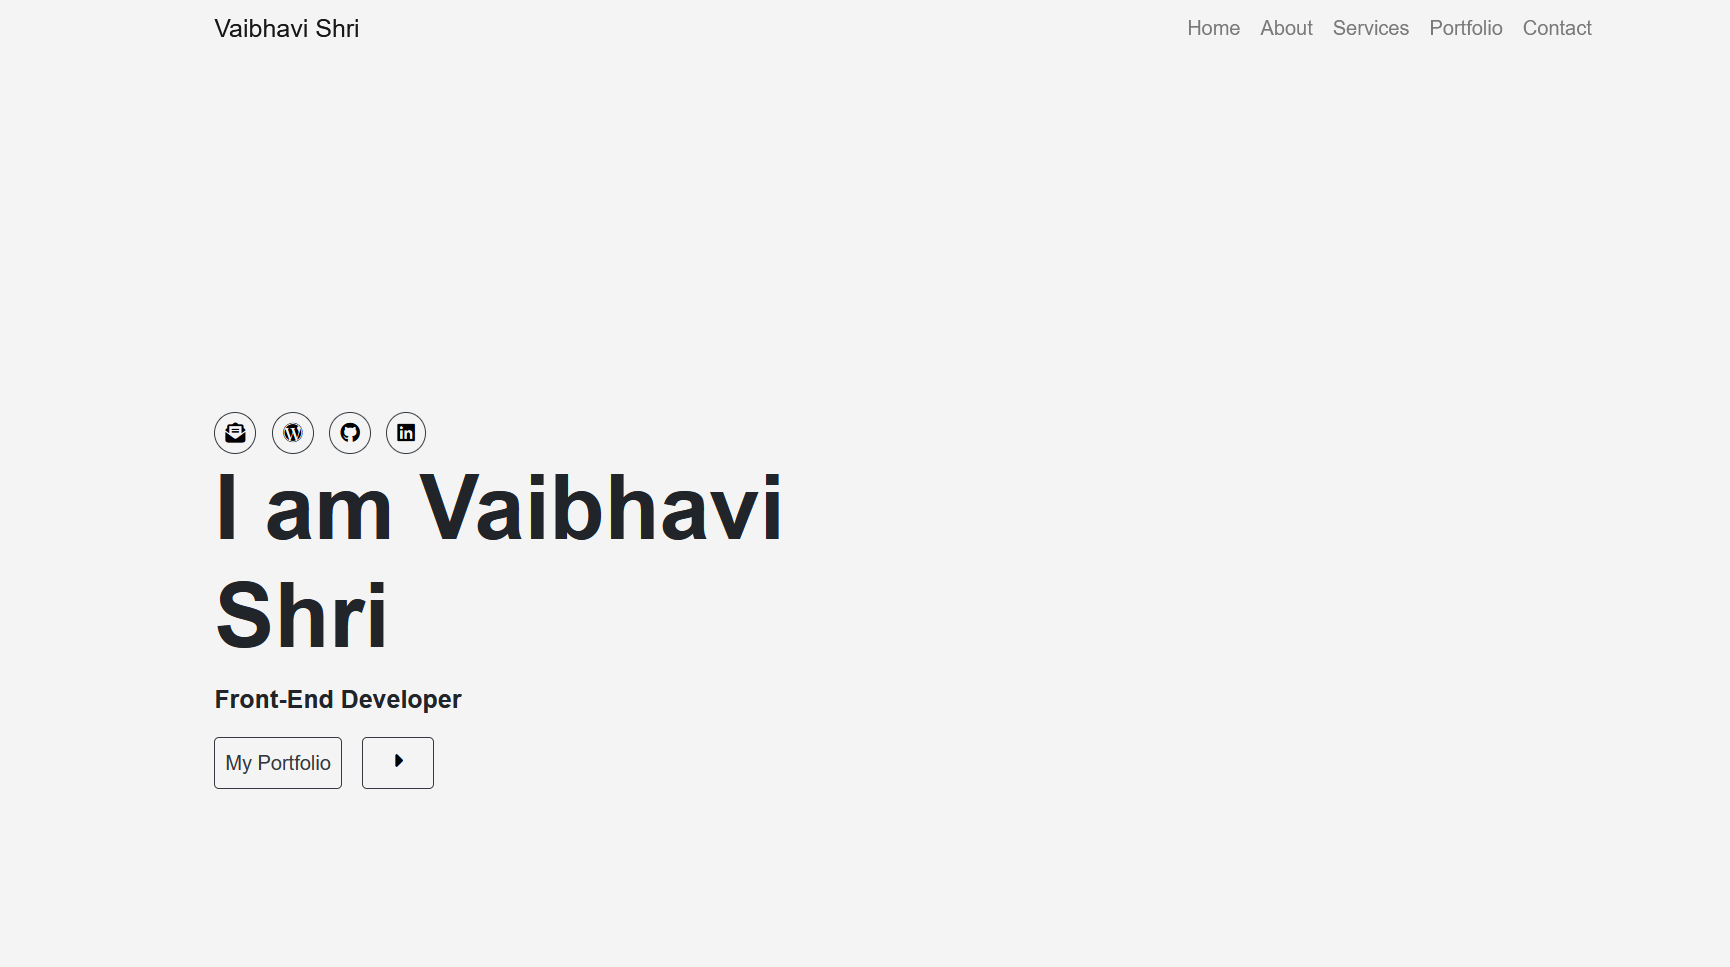 Vaibhavi Shri
Home About Services Portfolio Contact
I am Vaibhavi
Shri
Front-End Developer
My Portfolio